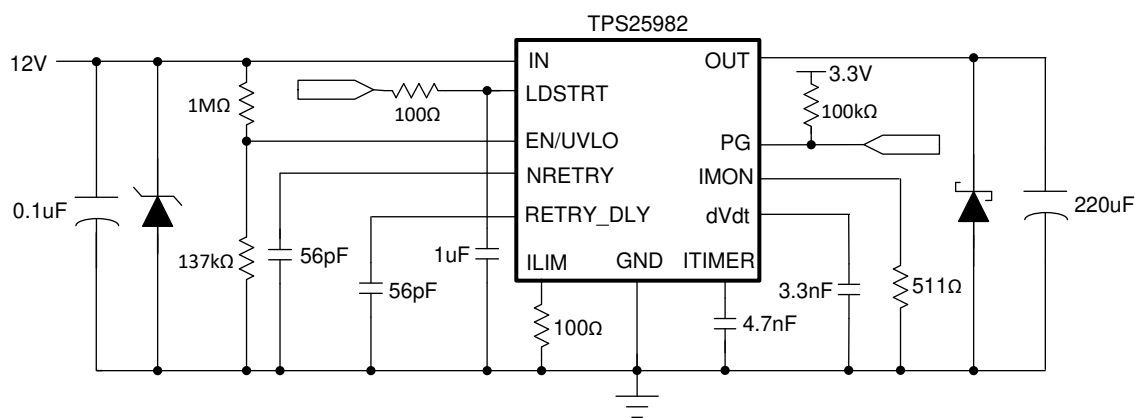 TPS25982
12V
IN
OUT
3.3V
LDSTRT
1MΩ
100Ω
100kΩ
EN/UVLO
PG
NRETRY
IMON
0.1uF
RETRY_DLY
dVdt
220uF
137kΩ
56pF
1uF
ILIM
GND
ITIMER
56pF
3.3nF
511Ω
100Ω
4.7nF